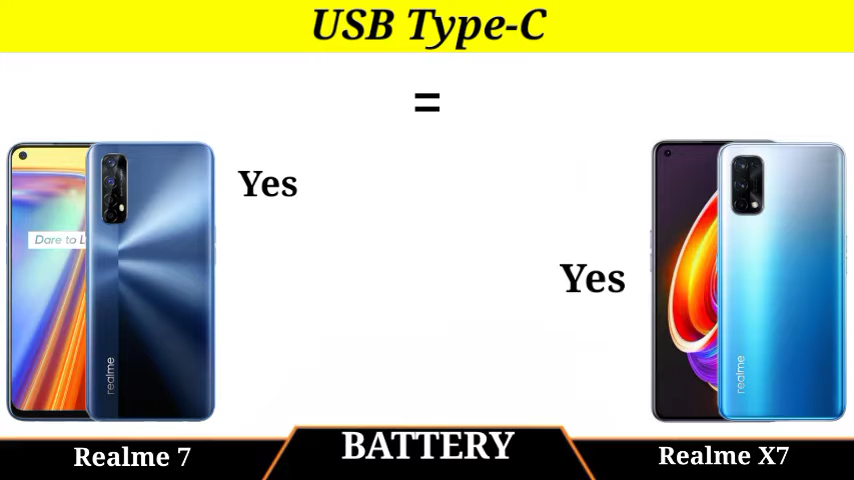 USB Type-C
=
Yes
Yes
Dare to L
realme
realme
Realme 7
BATTERY
Realme X7